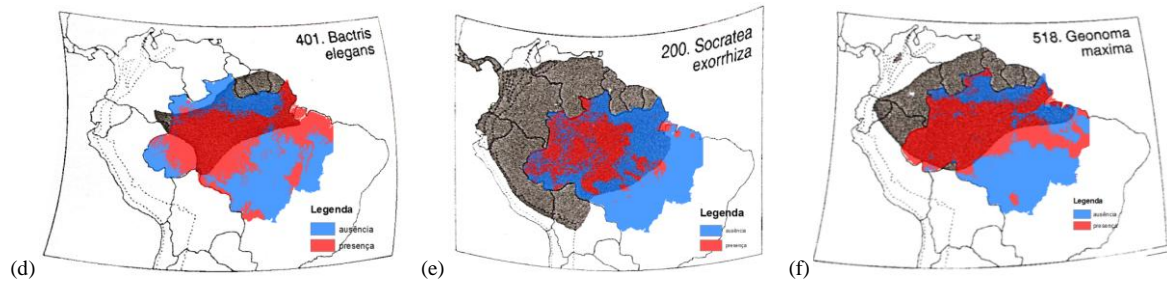 401. Bactris
elegans
Legenda
ausência
presença
(d)
200. Socratea
exorrhiza
Legenda
ausência
presença
(e)
518. Geonoma
maxima
Legenda
ausência
presença
(f)